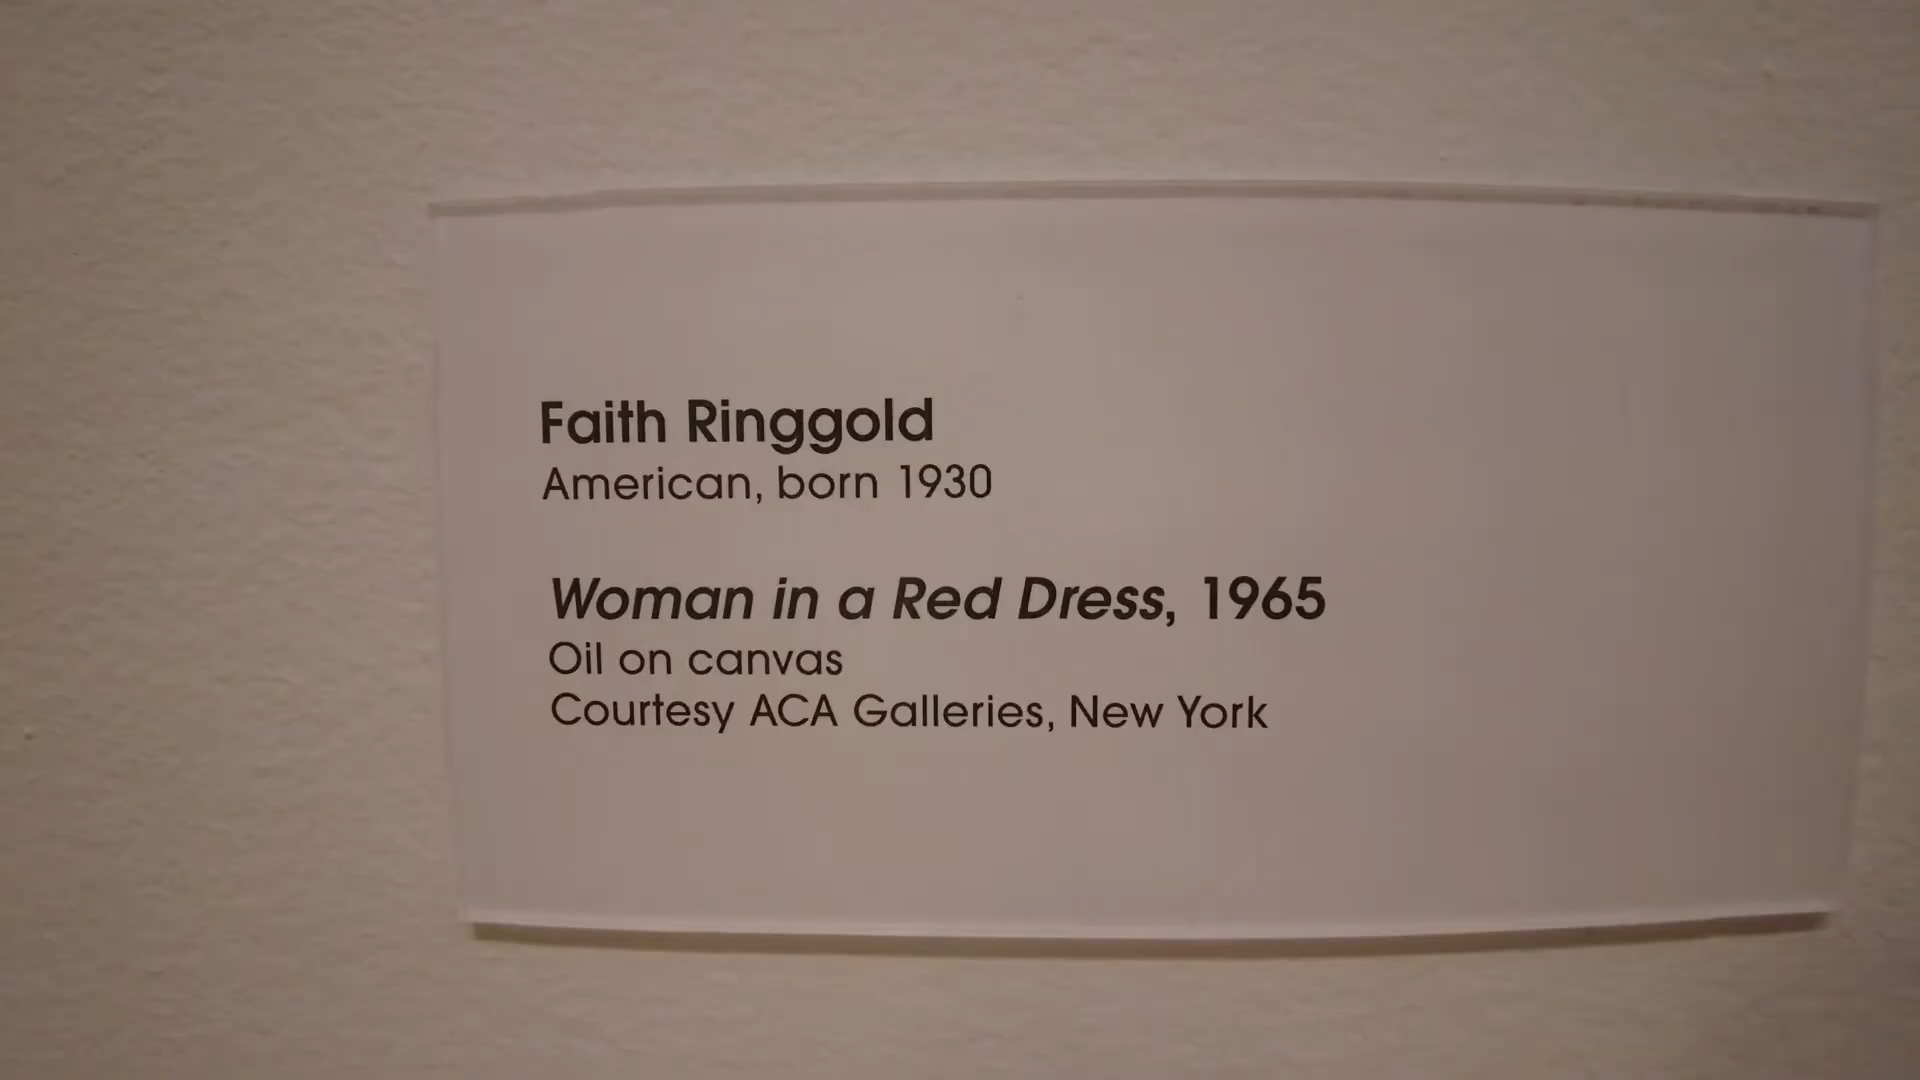 Faith Ringgold
American, born 1930
Woman in a Red Dress, 1965
Oil on canvas
Courtesy ACA Galleries, New York